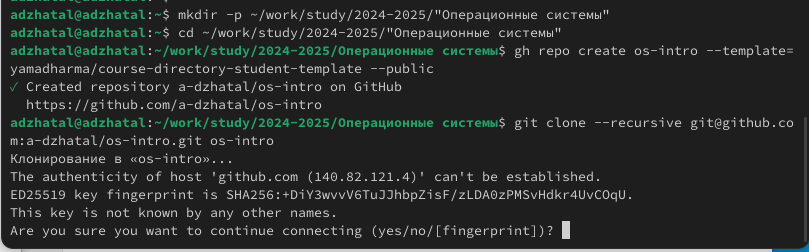 adzhatal@adzhatal:~$ mkdir -p ~/work/study/2024-2025/"Операционные системы"
adzhatal@adzhatal:~$ cd ~/work/study/2024-2025/"Операционные системы"
adzhatal@adzhatal:~/work/study/2024-2025/Операционные системы$ gh repo create os-intro --template=
yamadharma/course-directory-student-template --public
✓ Created repository a-dzhatal/os-intro on GitHub
  https://github.com/a-dzhatal/os-intro
adzhatal@adzhatal:~/work/study/2024-2025/Операционные системы$ git clone --recursive git@github.co
m:a-dzhatal/os-intro.git os-intro
Клонирование в «os-intro»...
The authenticity of host 'github.com (140.82.121.4)' can't be established.
ED25519 key fingerprint is SHA256:+DiY3wvvV6TuJJhbpZisF/zLDA0zPMSvHdkr4UvCOqU.
This key is not known by any other names.
Are you sure you want to continue connecting (yes/no/[fingerprint])?